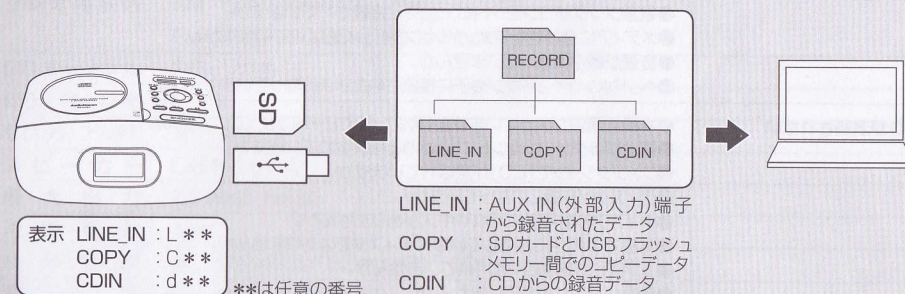 RECORD
SD
LINE_IN
COPY
CDIN
表示 LINE_IN : L **
COPY : C **
CDIN : d **
**は任意の番号
LINE_IN : AUX IN(外部入力)端子
から録音されたデータ
COPY : SDカードとUSBフラッシュ
メモリー間でのコピーデータ
CDIN : CDからの録音データ